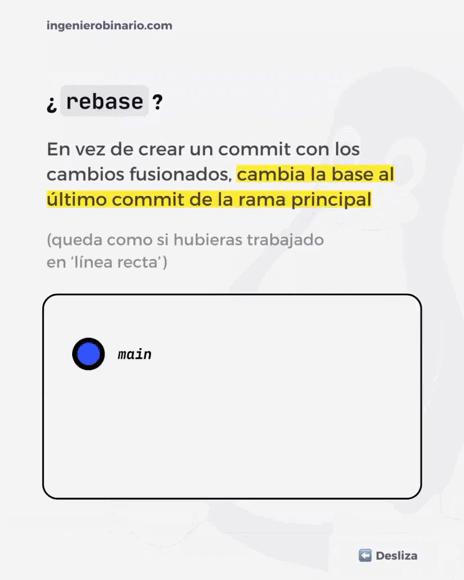 ingenierobinario.com
¿ rebase ?
En vez de crear un commit con los
cambios fusionados, cambia la base al
último commit de la rama principal
(queda como si hubieras trabajado
en ‘línea recta’)
main
⬅️ Desliza